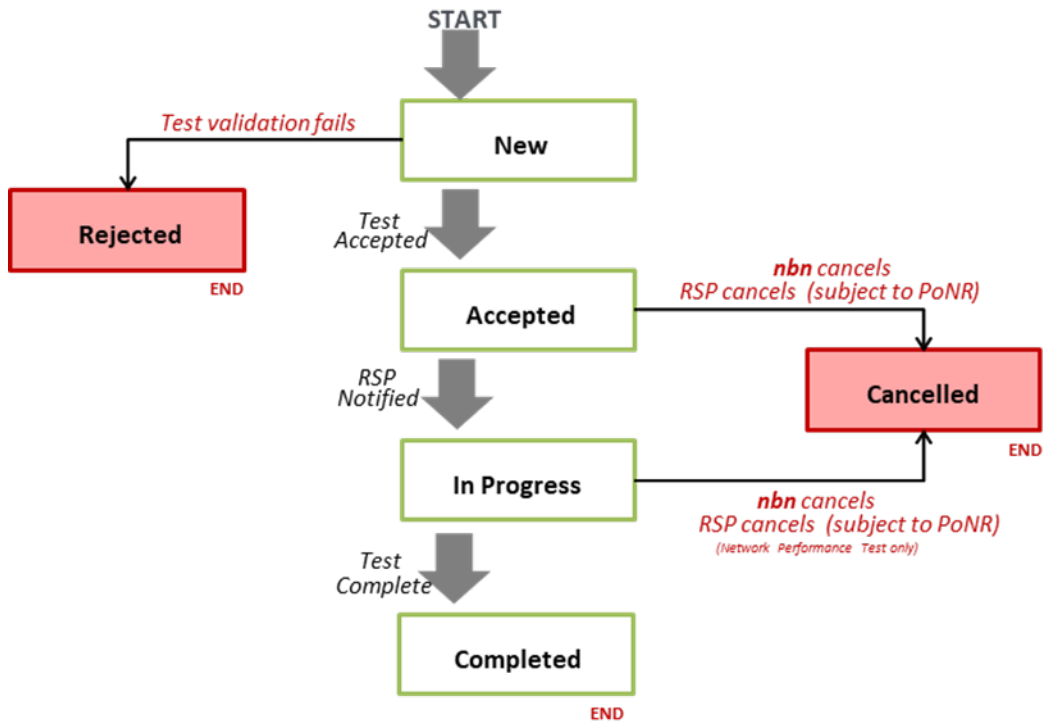 START
New
Test validation fails
Rejected
END
Test
Accepted
nbn cancels
RSP cancels (subject to PoNR)
Accepted
RSP
Notified
Cancelled
END
In Progress
nbn cancels
RSP cancels (subject to PoNR)
(Network Performance Test only)
Test
Complete
Completed
END